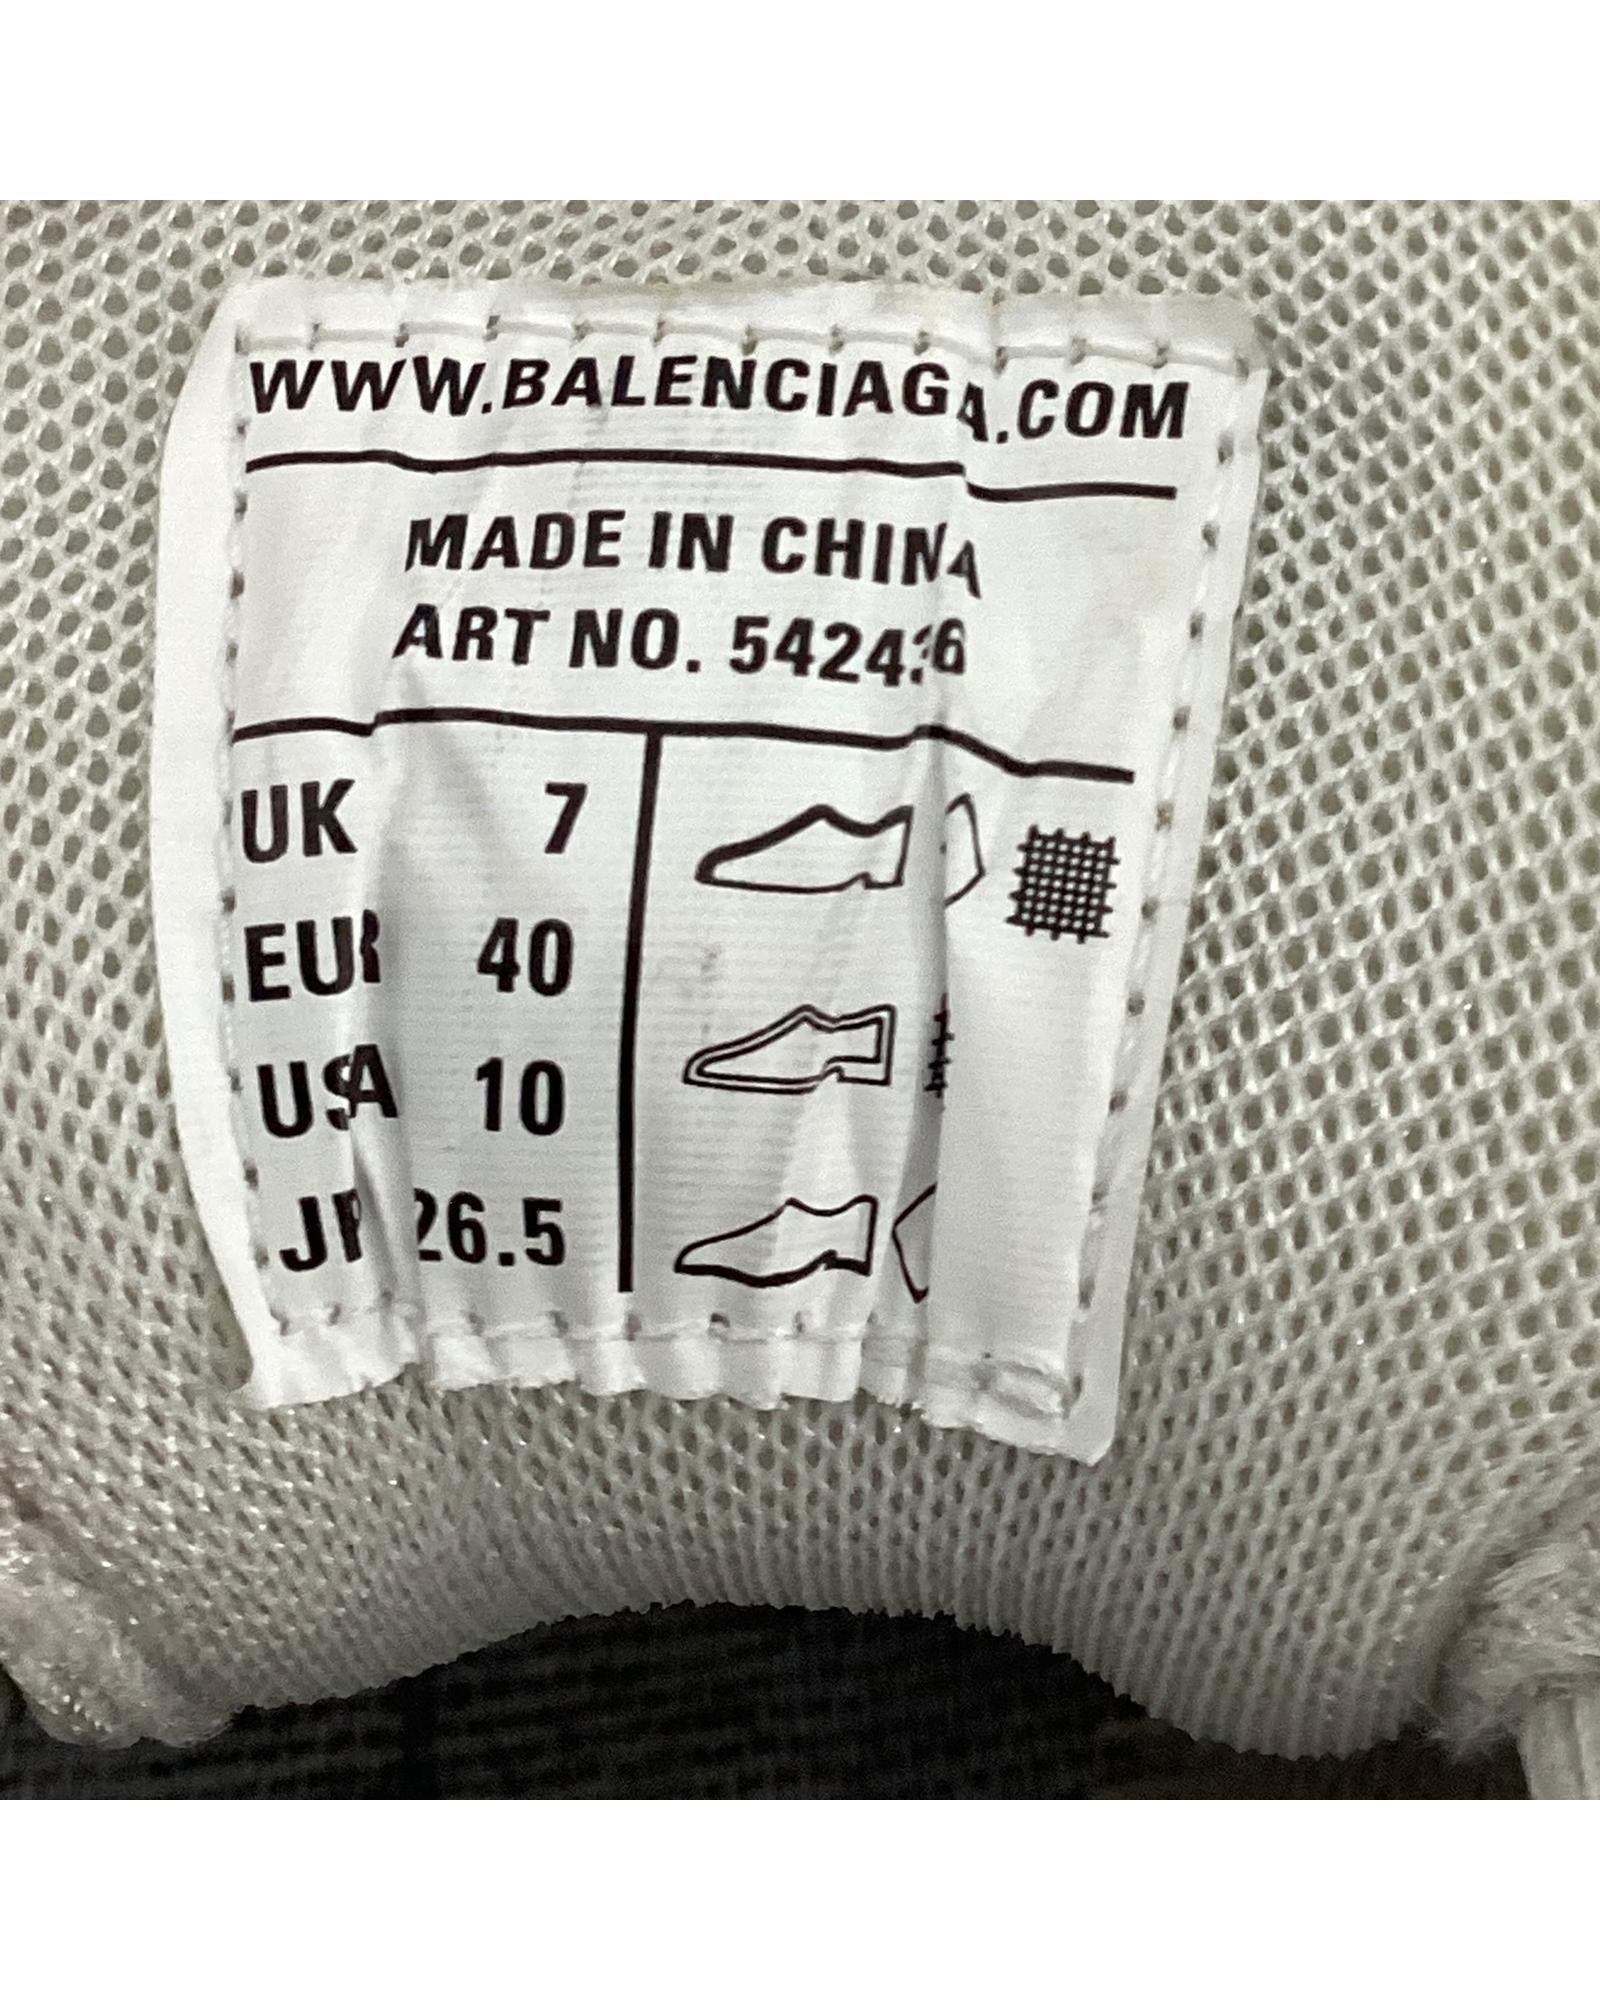 WWW.BALENCIAGA.COM
MADE IN CHINA
ART NO. 542436
UK 7
EUR 40
USA 10
JP 26.5